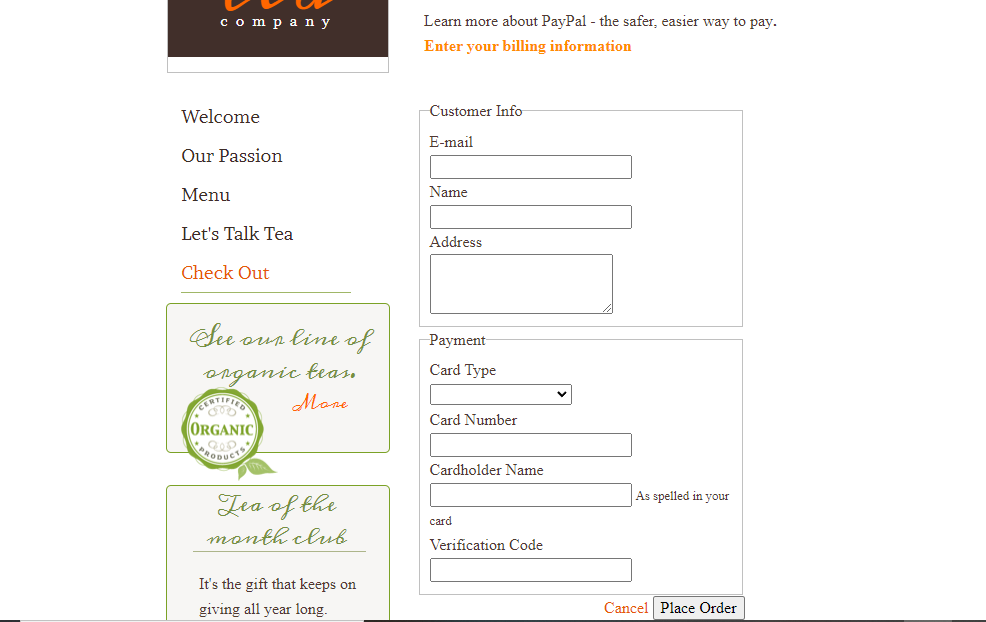 company
Learn more about PayPal - the safer, easier way to pay.
Enter your billing information
Welcome
Our Passion
Menu
Let's Talk Tea
Check Out
See our line of
organic teas.
More
CERTIFIED
ORGANIC
PRODUCTS
Tea of the
month club
It's the gift that keeps on
giving all year long.
Customer Info
E-mail
Name
Address
Payment
Card Type
Card Number
Cardholder Name
As spelled in your
card
Verification Code
Cancel Place Order